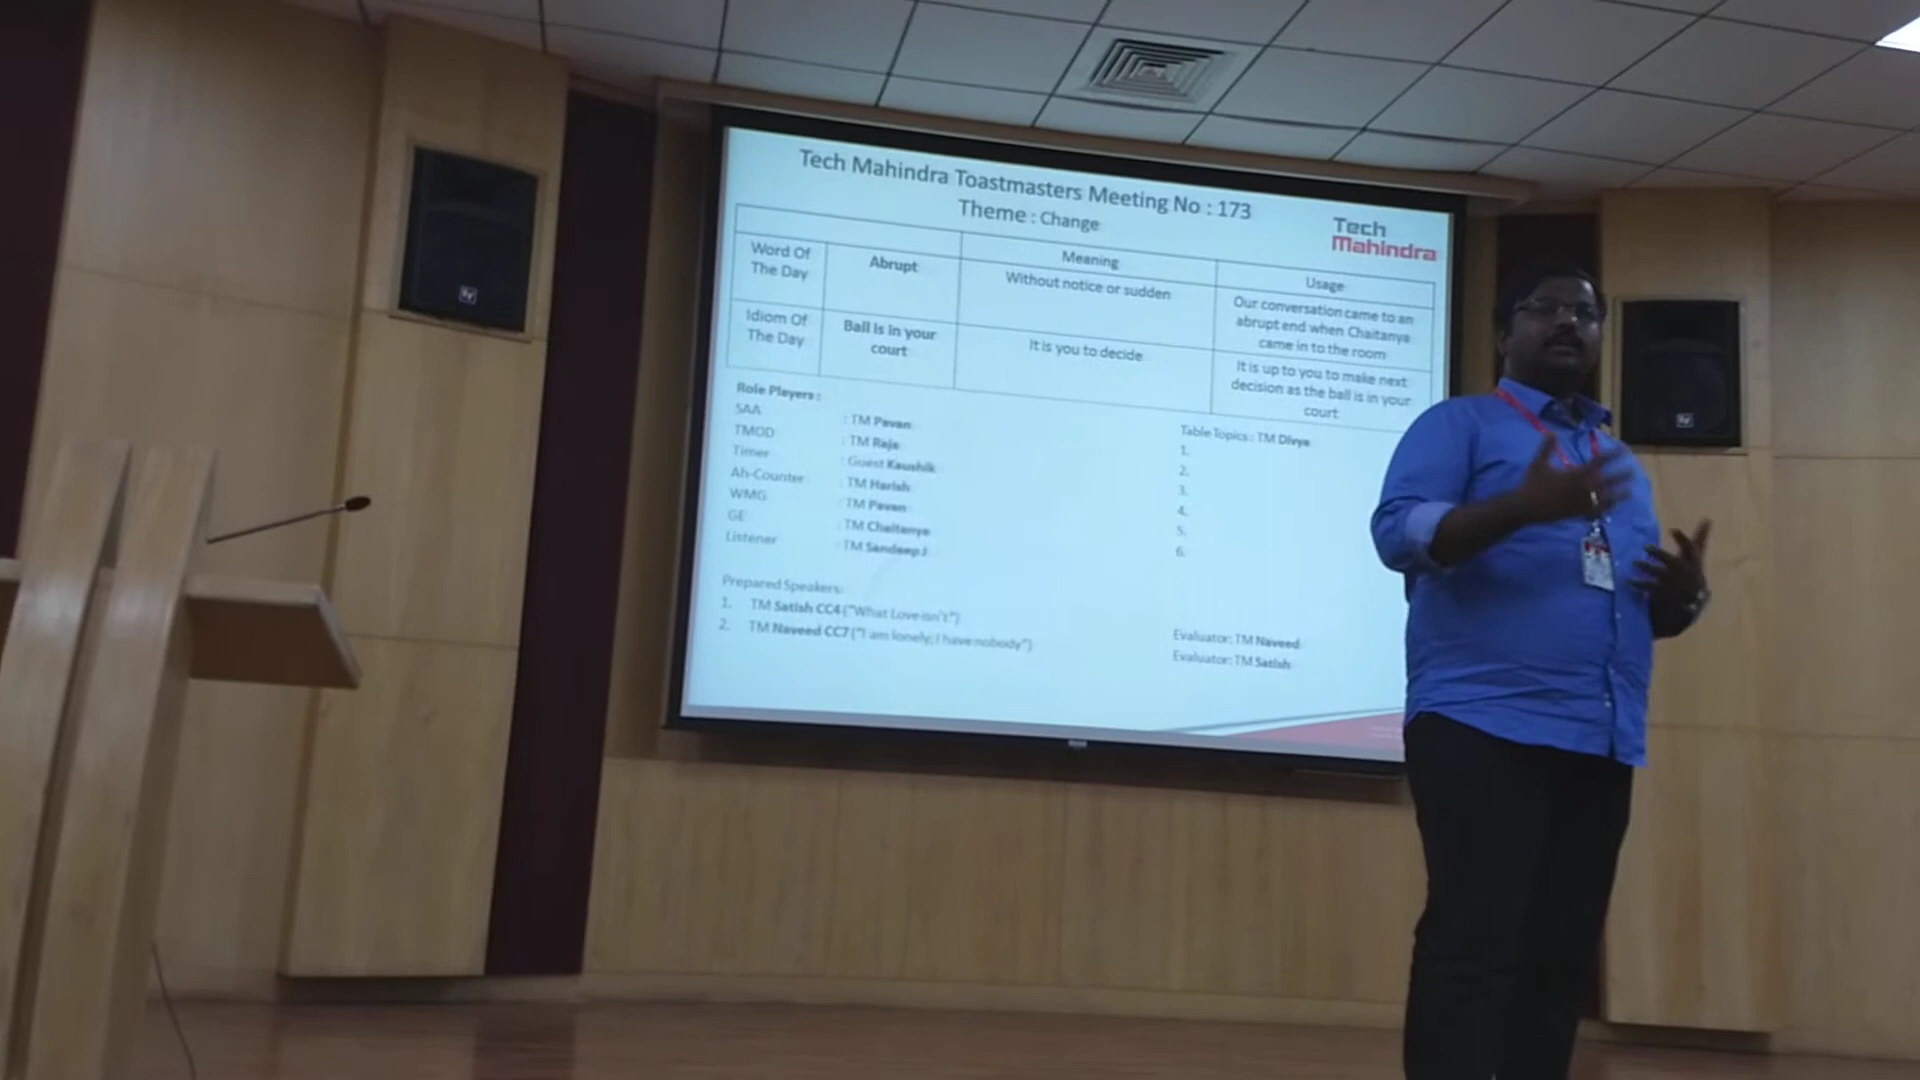 Tech Mahindra Toastmasters Meeting No : 173
Theme : Change
Tech
Mahindra
Meaning
Usage
Word Of
The Day
Abrupt
Without notice or sudden
Our conversation came to an
abrupt end when Chaitanya
came in to the room
Idiom Of
The Day
Ball is in your
court
It is you to decide
It is up to you to make next
decision as the ball is in your
court
Role Players :
SAA : TM Pavan
TMOD : TM Raja
Timer : Guest Kaushik
Ah-Counter : TM Harish
WMG : TM Pavan
GE : TM Chaitanya
Listener : TM Sandeep J
Table Topics : TM Divya
1.
2.
3.
4.
5.
6.
Prepared Speakers:
1. TM Satish CC4 ("What Love isn't")
2. TM Naveed CC7 ("I am lonely; I have nobody")
Evaluator: TM Naveed
Evaluator: TM Satish